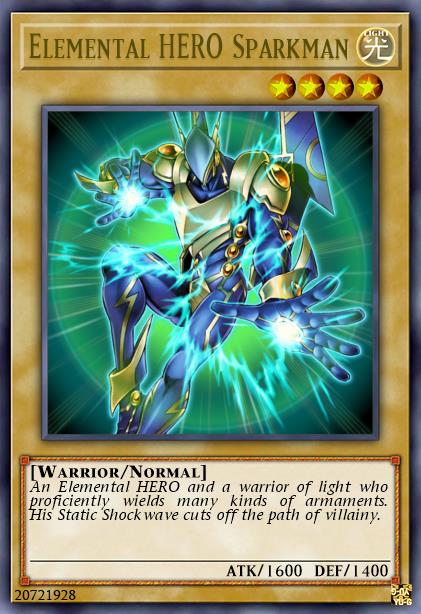 Elemental HERO Sparkman
LIGHT
光
[Warrior/Normal]
An Elemental HERO and a warrior of light who
proficiently wields many kinds of armaments.
His Static Shockwave cuts off the path of villainy.
ATK/1600 DEF/1400
20721928